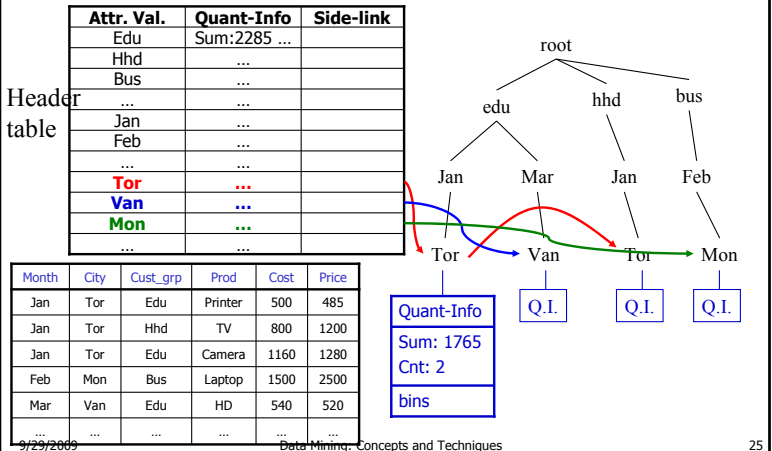 Attr. Val. Quant-Info Side-link
Edu Sum:2285 ...
Hhd ...
Bus ...
... ...
Jan ...
Feb ...
... ...
Tor ...
Van ...
Mon ...
... ...
Header
table
root
edu hhd bus
Jan Mar Jan Feb
Tor Van Tor Mon
Quant-Info
Sum: 1765
Cnt: 2
bins
Q.I. Q.I. Q.I.
Month City Cust_grp Prod Cost Price
Jan Tor Edu Printer 500 485
Jan Tor Hhd TV 800 1200
Jan Tor Edu Camera 1160 1280
Feb Mon Bus Laptop 1500 2500
Mar Van Edu HD 540 520
... ... ... ... ... ...
9/29/2009 Data Mining: Concepts and Techniques 25